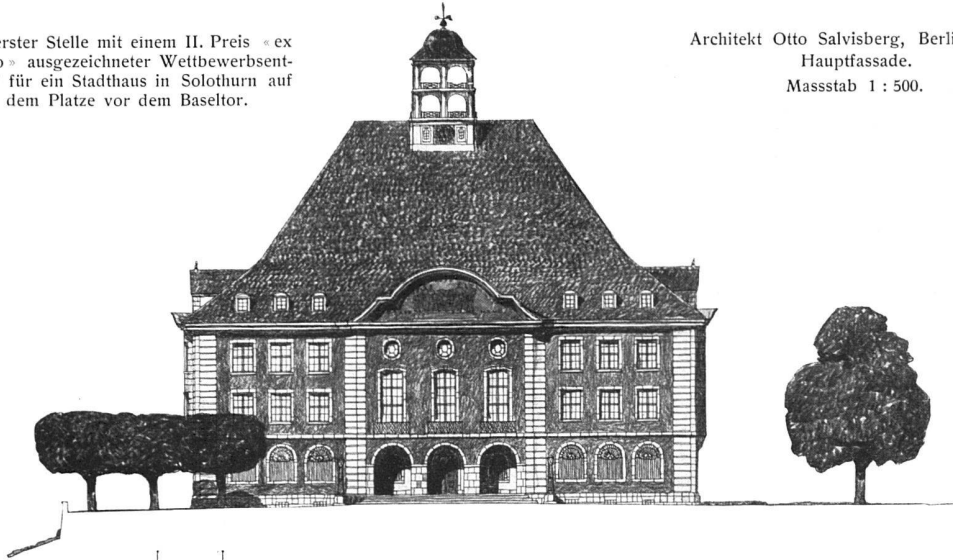 erster Stelle mit einem II. Preis «ex
» ausgezeichneter Wettbewerbsent-
für ein Stadthaus in Solothurn auf
dem Platze vor dem Baseltor.
Architekt Otto Salvisberg, Berli
Hauptfassade.
Massstab 1 : 500.